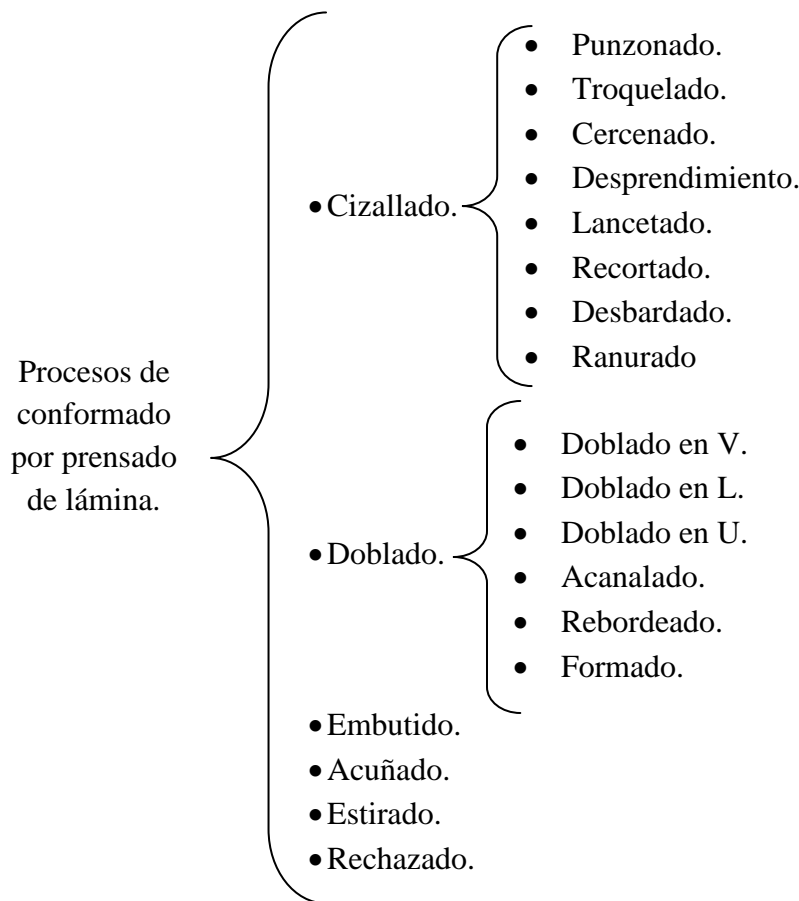 Procesos de
conformado
por prensado
de lámina.
• Cizallado.
• Punzonado.
• Troquelado.
• Cercenado.
• Desprendimiento.
• Lancetado.
• Recortado.
• Desbardado.
• Ranurado
• Doblado.
• Doblado en V.
• Doblado en L.
• Doblado en U.
• Acanalado.
• Rebordeado.
• Formado.
• Embutido.
• Acuñado.
• Estirado.
• Rechazado.